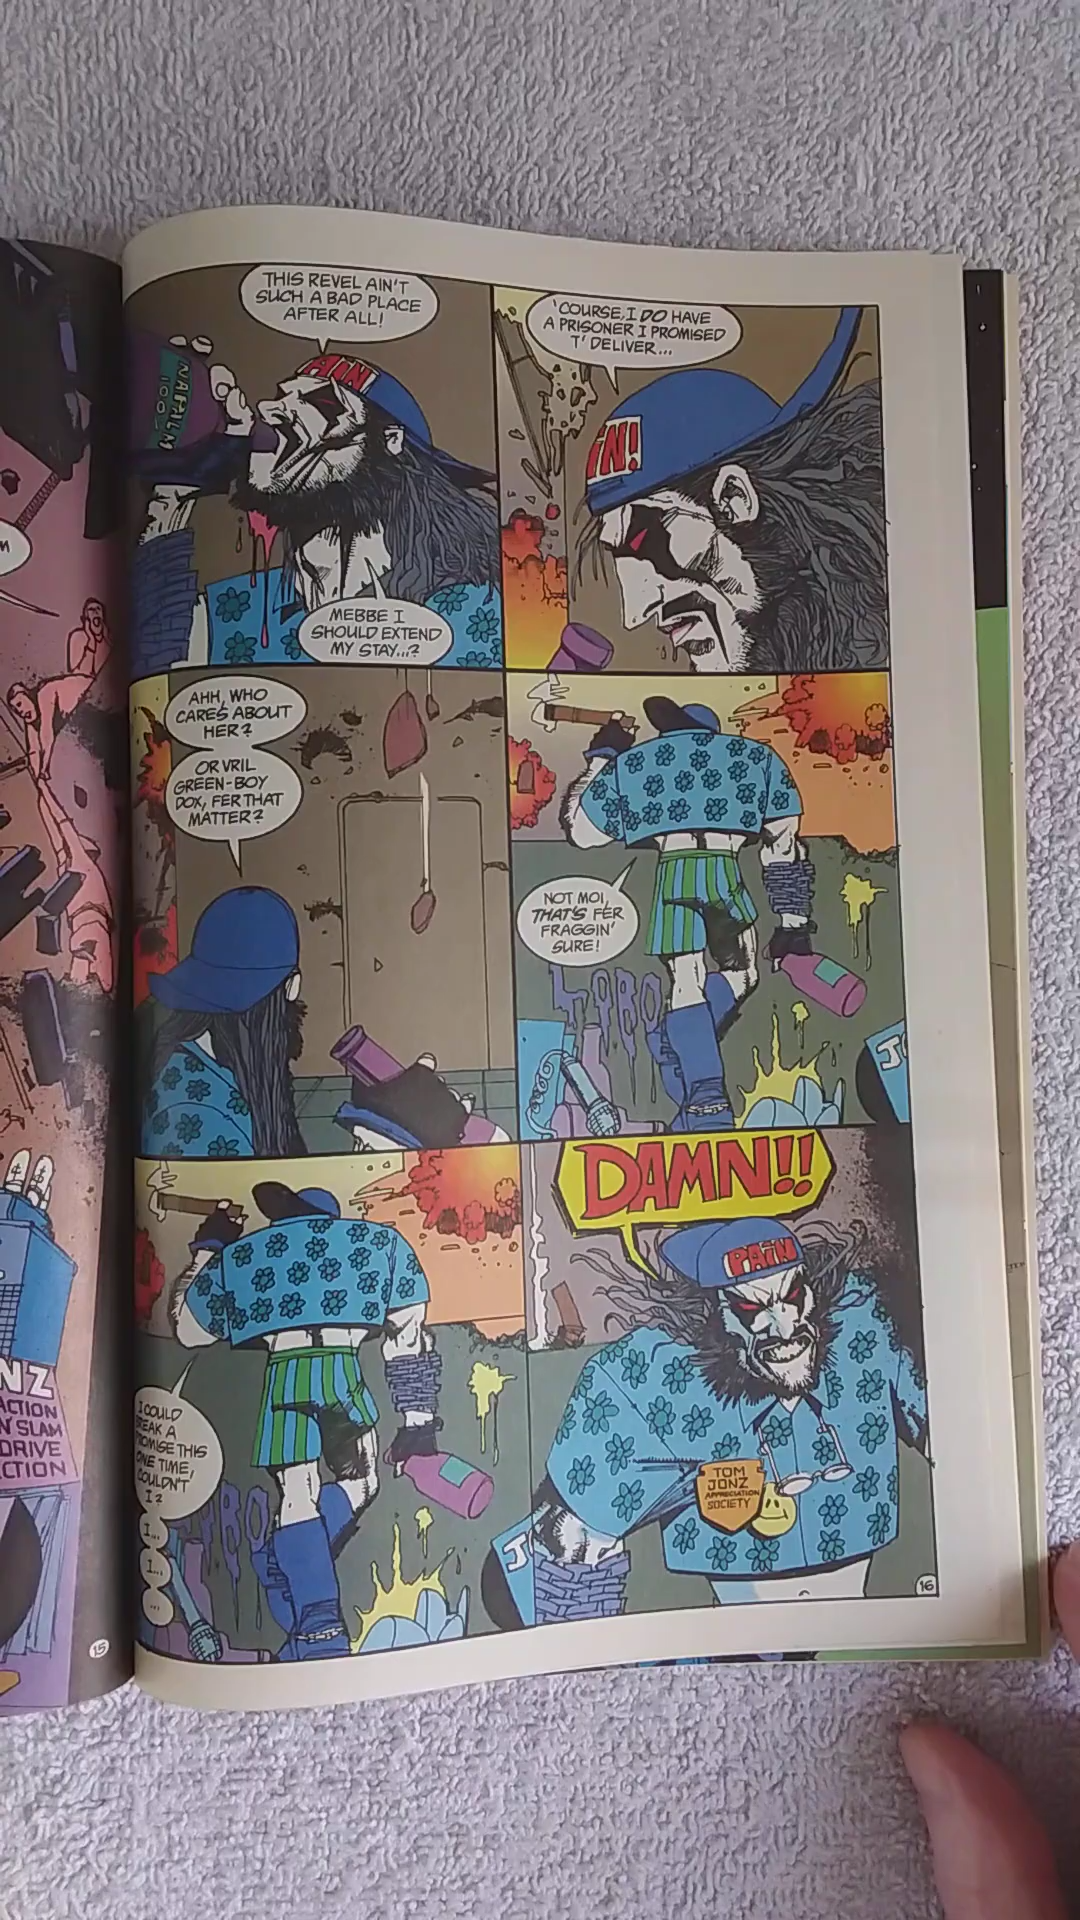 THIS REVEL AIN'T
SUCH A BAD PLACE
AFTER ALL!
NAPALM
100
MEBBE I
SHOULD EXTEND
MY STAY...?
'COURSE, I DO HAVE
A PRISONER I PROMISED
T' DELIVER...
IN!
AHH, WHO
CARES ABOUT
HER?
OR VRIL
GREEN-BOY
DOX, FER THAT
MATTER?
NOT MOI,
THAT'S FER
FRAGGIN'
SURE!
LOBO
JO
I COULD
BREAK A
PROMISE THIS
ONE TIME,
COULDN'T
I?
I...
I...
...
LOBO
DAMN!!
PAIN
TOM
JONZ
APPRECIATION
SOCIETY
J
16
M
NZ
ACTION
N' SLAM
DRIVE
CTION
15